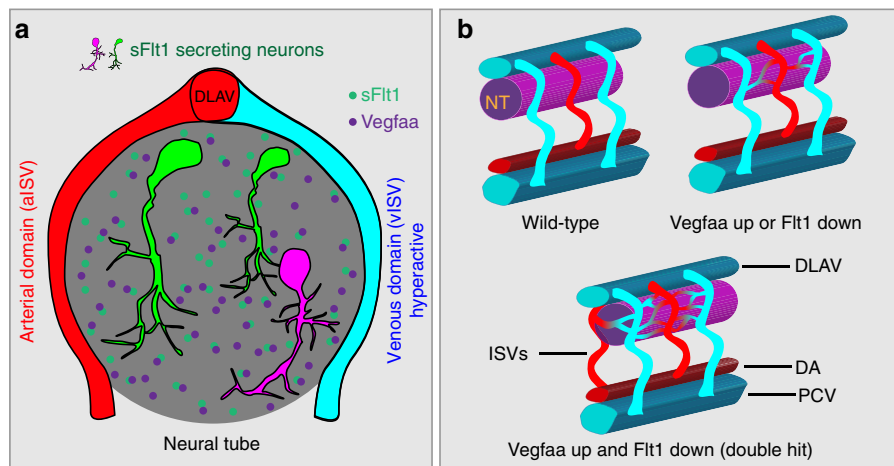 a
sFlt1 secreting neurons
DLAV
sFlt1
Vegfaa
Arterial domain (aISV)
Venous domain (vISV)
hyperactive
Neural tube
b
NT
Wild-type
Vegfaa up or Flt1 down
DLAV
ISVs
DA
PCV
Vegfaa up and Flt1 down (double hit)